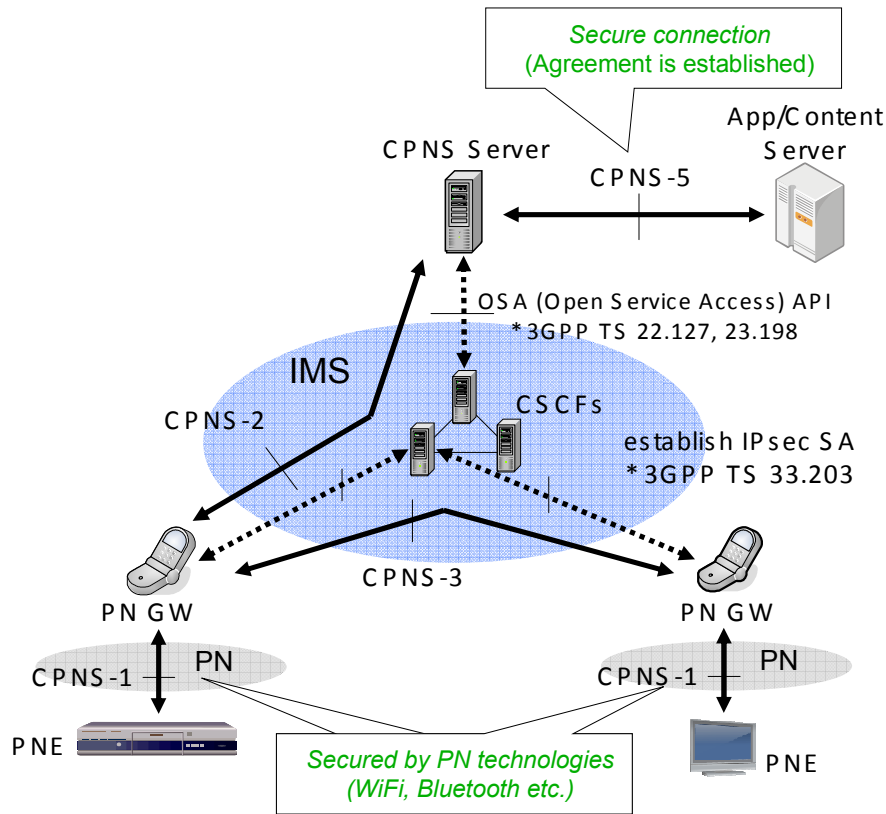 Secure connection
(Agreement is established)
App/Content
Server
CPNS Server
CPNS-5
OSA (Open Service Access) API
*3GPP TS 22.127, 23.198
IMS
CSCFs
CPNS-2
establish IPsec SA
*3GPP TS 33.203
CPNS-3
PN GW
PN GW
PN
CPNS-1
PN
CPNS-1
PNE
PNE
Secured by PN technologies
(WiFi, Bluetooth etc.)